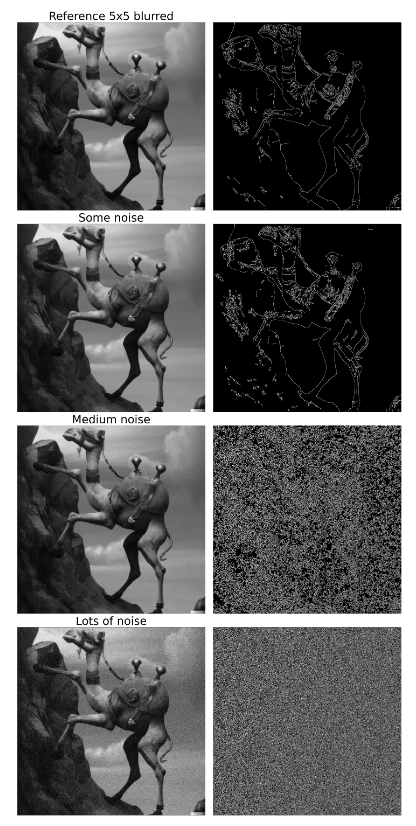 Reference 5x5 blurred
Some noise
Medium noise
Lots of noise